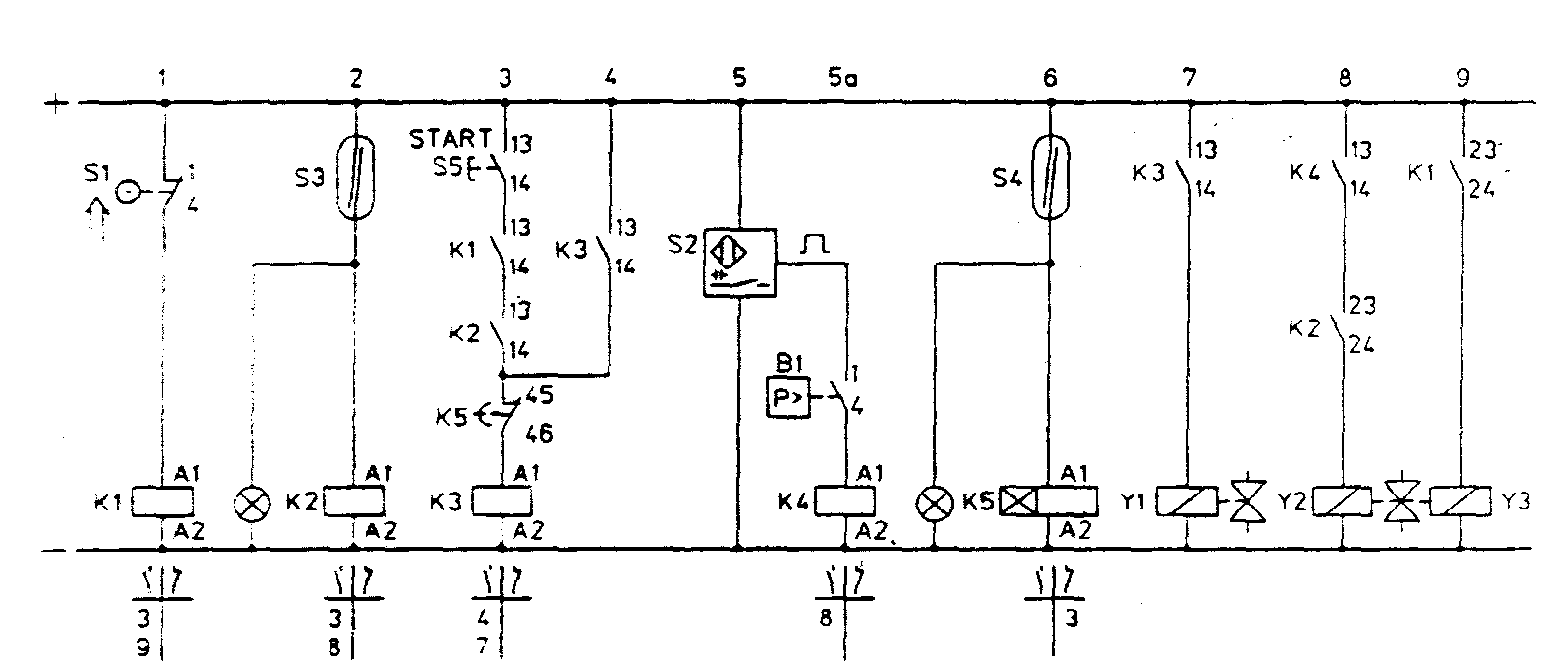 1 2 3 4 5 5a 6 7 8 9
+
START 13 13 13 23
S1 1 S3 S5 14 S4 K3 14 K4 14 K1 24
4
K1 13 K3 13 S2
14 14
K2 13 K2 23
14 24
45 B1 1
K5 P> 4
46
A1 A1 A1 A1 A1
K1 K2 K3 K4 K5 Y1 Y2 Y3
A2 A2 A2 A2 A2
−
3 3 4 8 3
9 8 7